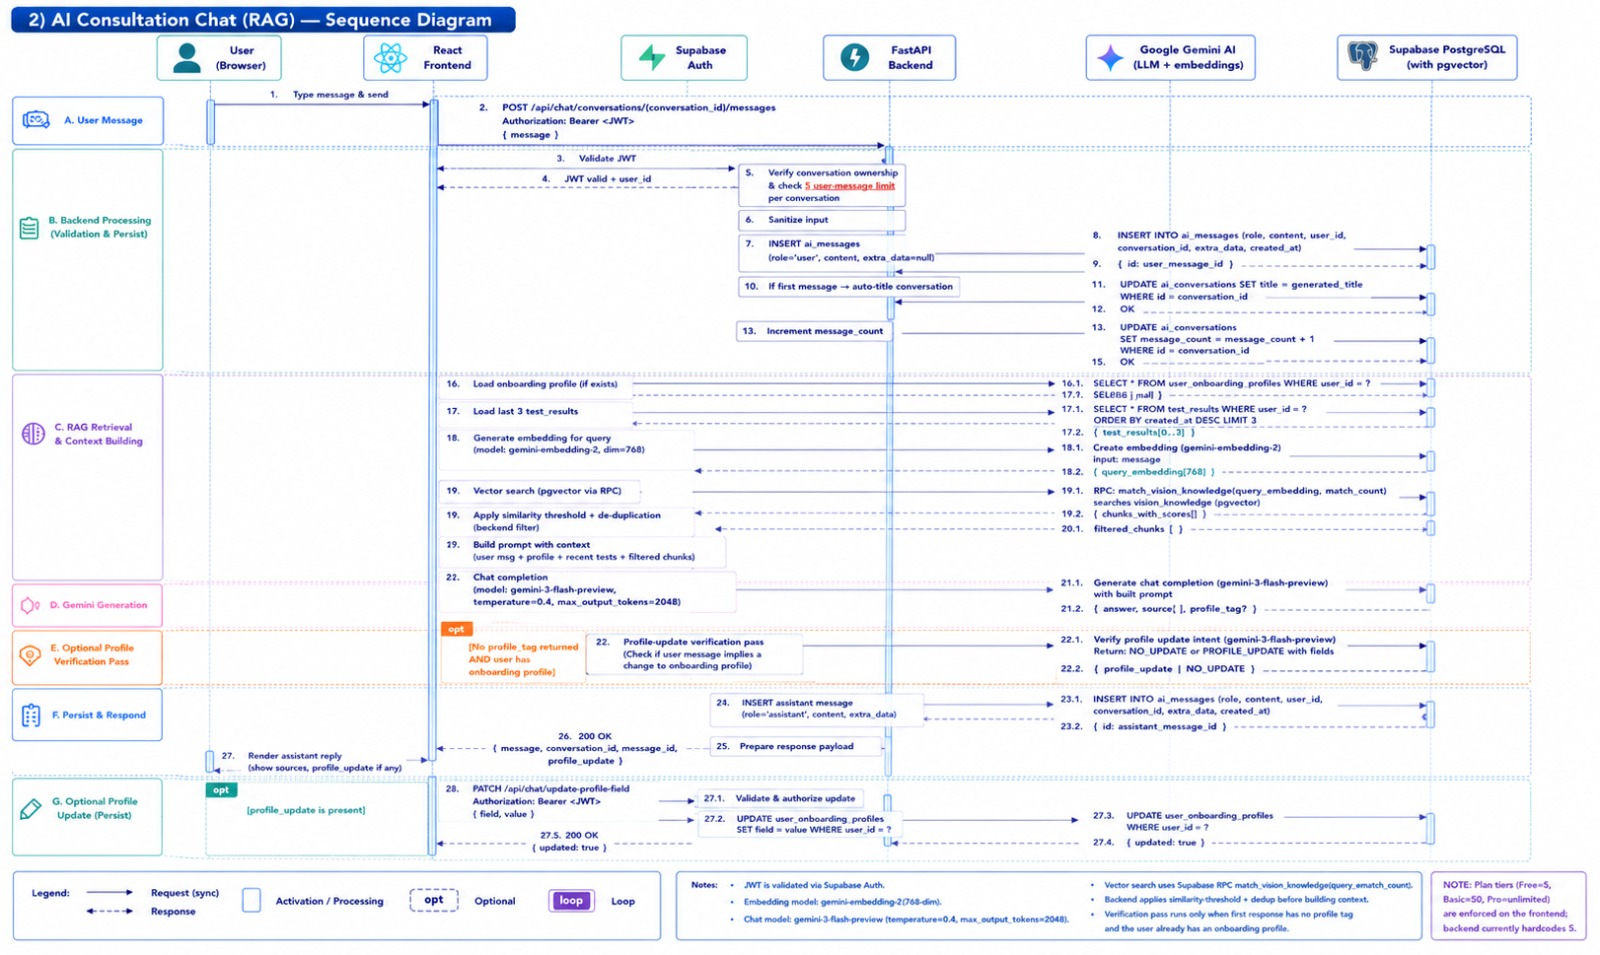 2) AI Consultation Chat (RAG) — Sequence Diagram
User
(Browser)
React
Frontend
Supabase
Auth
FastAPI
Backend
Google Gemini AI
(LLM + embeddings)
Supabase PostgreSQL
(with pgvector)
A. User Message
1. Type message & send
2. POST /api/chat/conversations/(conversation_id)/messages
Authorization: Bearer <JWT>
{ message }
B. Backend Processing
(Validation & Persist)
3. Validate JWT
4. JWT valid + user_id
5. Verify conversation ownership
& check 5 user-message limit
per conversation
6. Sanitize input
7. INSERT ai_messages
(role='user', content, extra_data=null)
8. INSERT INTO ai_messages (role, content, user_id,
conversation_id, extra_data, created_at)
9. { id: user_message_id }
10. If first message → auto-title conversation
11. UPDATE ai_conversations SET title = generated_title
WHERE id = conversation_id
12. OK
13. Increment message_count
13. UPDATE ai_conversations
SET message_count = message_count + 1
WHERE id = conversation_id
15. OK
C. RAG Retrieval
& Context Building
16. Load onboarding profile (if exists)
16.1. SELECT * FROM user_onboarding_profiles WHERE user_id = ?
17. Load last 3 test_results
17.1. SELECT * FROM test_results WHERE user_id = ?
ORDER BY created_at DESC LIMIT 3
17.2. { test_results[0..3] }
18. Generate embedding for query
(model: gemini-embedding-2, dim=768)
18.1. Create embedding (gemini-embedding-2)
input: message
18.2. { query_embedding[768] }
19. Vector search (pgvector via RPC)
19.1. RPC: match_vision_knowledge(query_embedding, match_count)
searches vision_knowledge (pgvector)
19.2. { chunks_with_scores[] }
19. Apply similarity threshold + de-duplication
(beckend filter)
20.1. filtered_chunks [ ]
Build prompt with context
(user msg + profile + recent tests + filtered chunks)
D. Gemini Generation
22. Chat completion
(model: gemini-3-flash-preview,
temperature=0.4, max_output_tokens=2048)
21.1. Generate chat completion (gemini-3-flash-preview)
with built prompt
21.2. { answer, source[ ], profile_tag? }
E. Optional Profile
Verification Pass
opt
[No profile_tag returned
AND user has
onboarding profile]
22. Profile-update verification pass
(Check if user message implies a
change to onboarding profile)
22.1. Verify profile update intent (gemini-3-flash-preview)
Return: NO_UPDATE or PROFILE_UPDATE with fields
22.2. { profile_update | NO_UPDATE }
F. Persist & Respond
24. INSERT assistant message
(role='assistant', content, extra_data)
23.1. INSERT INTO ai_messages (role, content, user_id,
conversation_id, extra_data, created_at)
23.2. { id: assistant_message_id }
25. Prepare response payload
26. 200 OK
{ message, conversation_id, message_id,
profile_update }
27. Render assistant reply
(show sources, profile_update if any)
G. Optional Profile
Update (Persist)
opt
[profile_update is present]
28. PATCH /api/chat/update-profile-field
Authorization: Bearer <JWT>
{ field, value }
27.1. Validate & authorize update
27.2. UPDATE user_onboarding_profiles
SET field = value WHERE user_id = ?
27.3. UPDATE user_onboarding_profiles
WHERE user_id = ?
27.4. { updated: true }
27.5. 200 OK
{ updated: true }
Legend:
Request (sync)
Response
Activation / Processing
opt
Optional
loop
Loop
Notes:
• JWT is validated via Supabase Auth.
• Embedding model: gemini-embedding-2(768-dim).
• Chat model: gemini-3-flash-preview (temperature=0.4, max_output_tokens=2048).
• Vector search uses Supabase RPC match_vision_knowledge(query_ematch_count).
• Backend applies similarity-threshold + dedup before building context.
• Verification pass runs only when first response has no profile tag
and the user already has an onboarding profile.
NOTE: Plan tiers (Free=5,
Basic=50, Pro=unlimited)
are enforced on the frontend;
backend currently hardcodes 5.